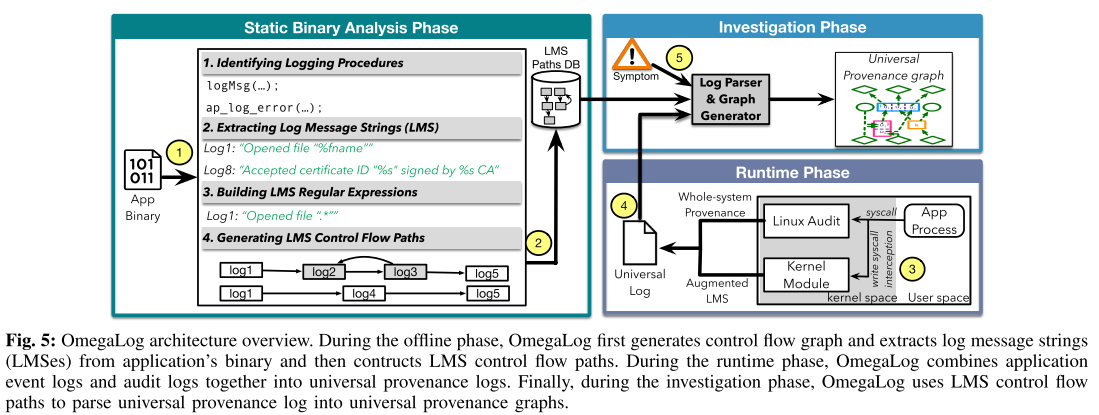 Static Binary Analysis Phase
1. Identifying Logging Procedures
logMsg(…);
ap_log_error(…);
2. Extracting Log Message Strings (LMS)
Log1: “Opened file “%fname””
Log8: “Accepted certificate ID "%s" signed by %s CA”
3. Building LMS Regular Expressions
Log1: “Opened file “.*””
4. Generating LMS Control Flow Paths
log1
log2
log3
log5
log1
log4
log5
App
Binary
1
2
LMS
Paths DB
Investigation Phase
Symptom
5
Log Parser
& Graph
Generator
Universal
Provenance graph
Runtime Phase
4
Universal
Log
Whole-system
Provenance
Augmented
LMS
Linux Audit
Kernel
Module
syscall
write syscall
interception
App
Process
3
kernel space
User space
Fig. 5: OmegaLog architecture overview. During the offline phase, OmegaLog first generates control flow graph and extracts log message strings
(LMSes) from application's binary and then contructs LMS control flow paths. During the runtime phase, OmegaLog combines application
event logs and audit logs together into universal provenance logs. Finally, during the investigation phase, OmegaLog uses LMS control flow
paths to parse universal provenance log into universal provenance graphs.